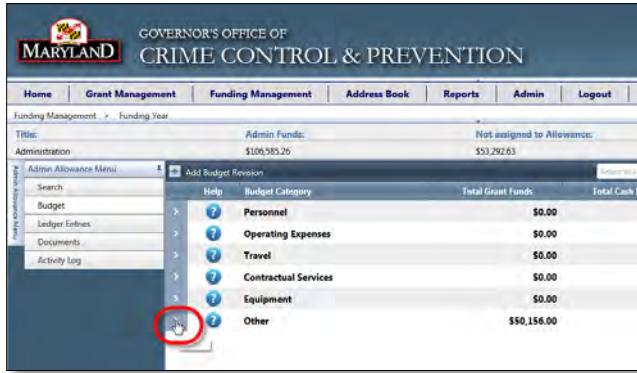 MARYLAND
GOVERNOR'S OFFICE OF
CRIME CONTROL & PREVENTION
Home Grant Management Funding Management Address Book Reports Admin Logout
Funding Management > Funding Year
Title: Admin Funds: Not assigned to Allowance:
Administration $106,585.26 $53,292.63
Admin Allowance Menu Add Budget Revision
Admin Allowance Menu
Search
Budget
Ledger Entries
Documents
Activity Log
Help Budget Category Total Grant Funds Total Cash
? Personnel $0.00
? Operating Expenses $0.00
? Travel $0.00
? Contractual Services $0.00
? Equipment $0.00
? Other $50,156.00